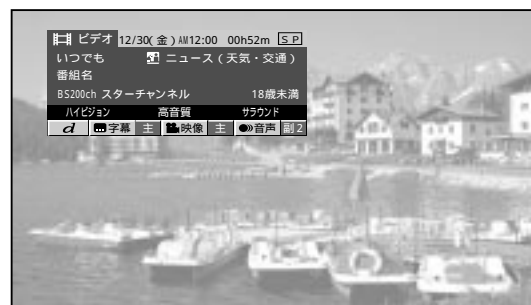 ビデオ 12/30(金)AM12:00 00h52m SP
いつでも ニュース(天気・交通)
番組名
BS200ch スターチャンネル 18歳未満
ハイビジョン 高音質 サラウンド
d 字幕 主 映像 主 音声 副2